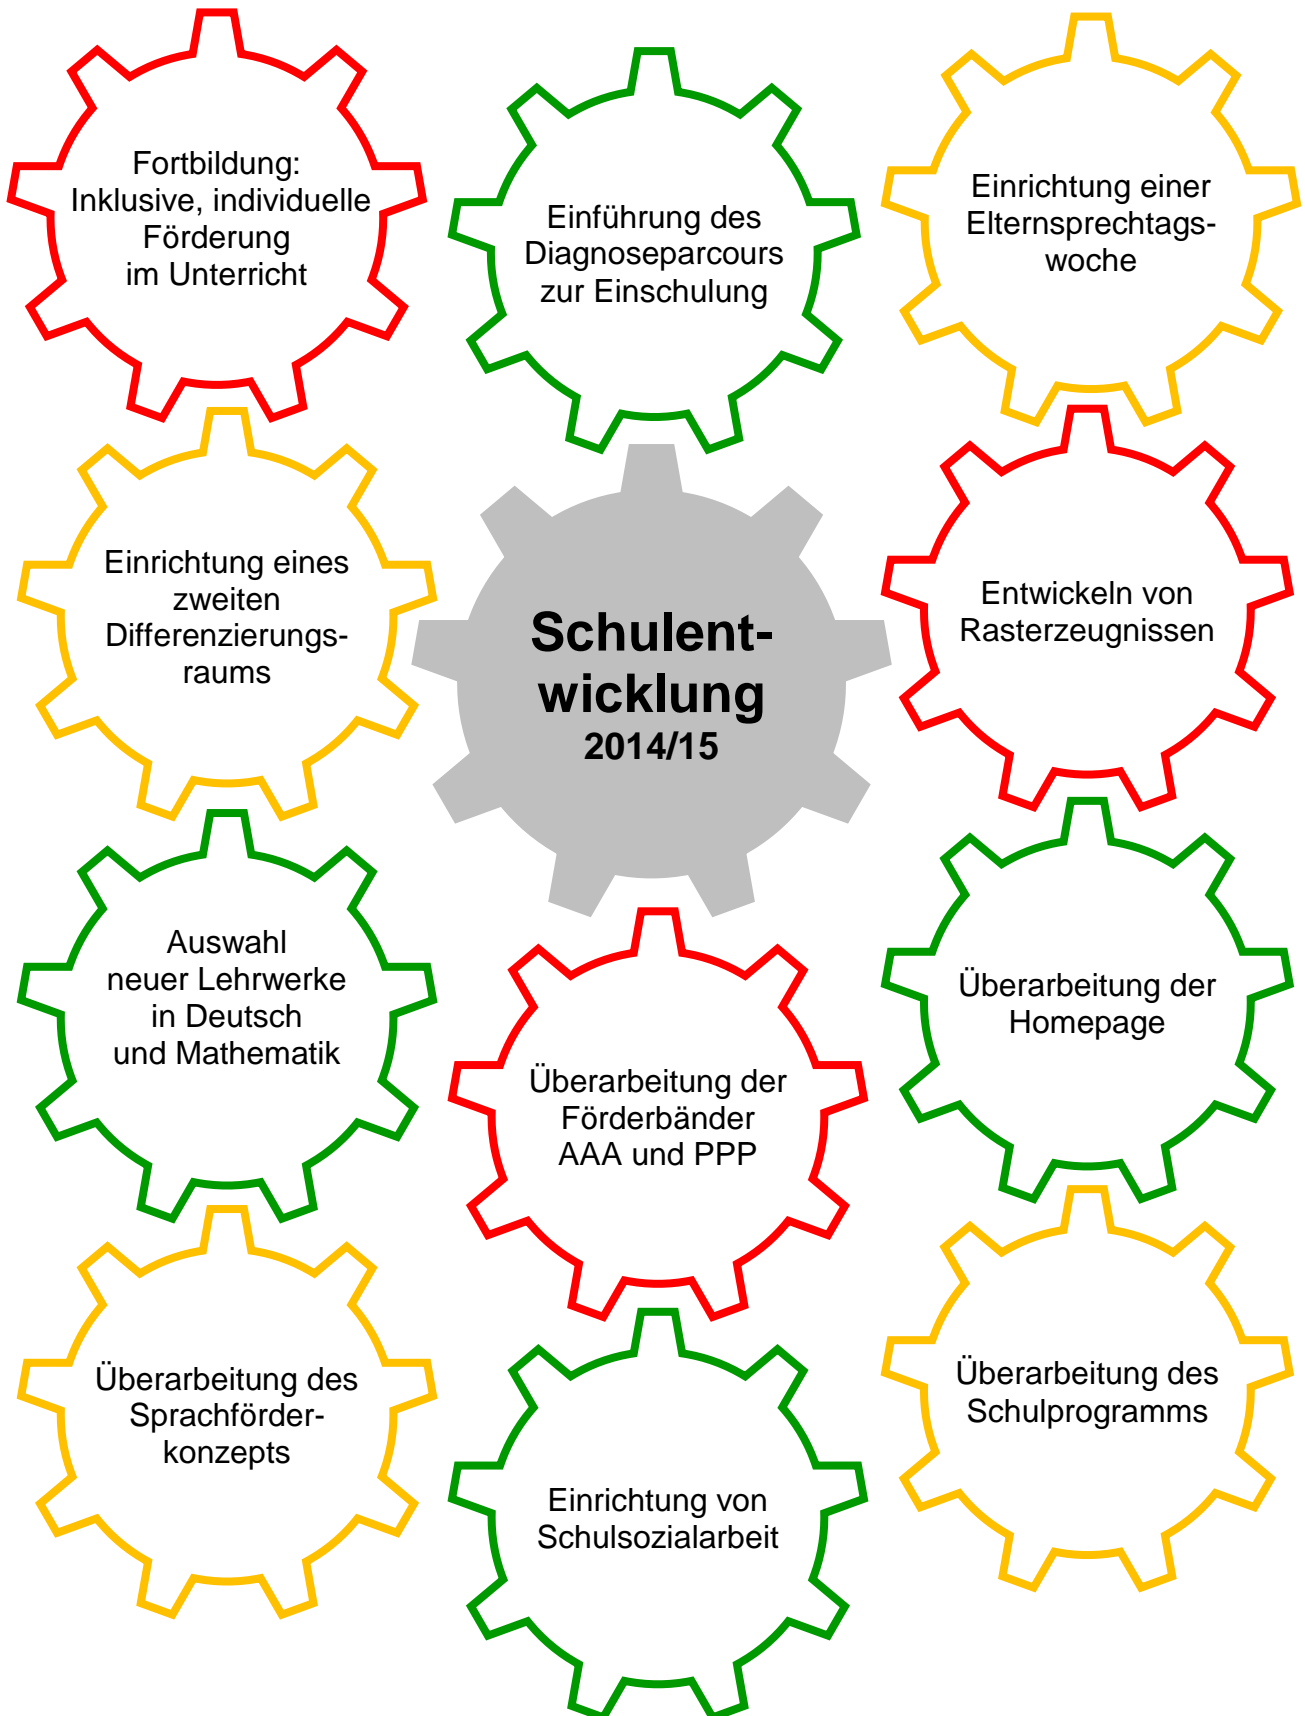 Fortbildung:
Inklusive, individuelle
Förderung
im Unterricht
Einführung des
Diagnoseparcours
zur Einschulung
Einrichtung einer
Elternsprechtags-
woche
Einrichtung eines
zweiten
Differenzierungs-
raums
Schulent-
wicklung
2014/15
Entwickeln von
Rasterzeugnissen
Auswahl
neuer Lehrwerke
in Deutsch
und Mathematik
Überarbeitung der
Förderbänder
AAA und PPP
Überarbeitung der
Homepage
Überarbeitung des
Sprachförder-
konzepts
Einrichtung von
Schulsozialarbeit
Überarbeitung des
Schulprogramms